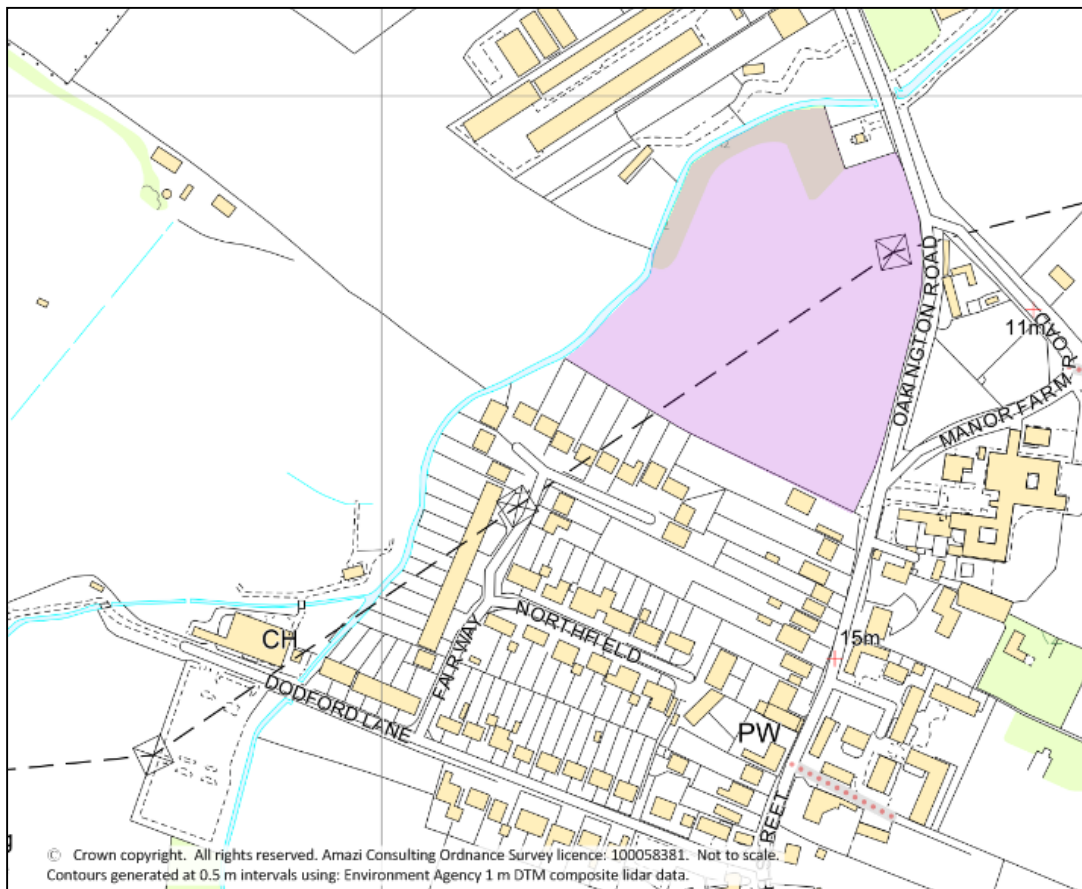 OAKINGTON ROAD
11m
ROAD
MANOR FARM R
NORTHFIELD
15m
CH
FAIRWAY
DODFORD LANE
PW
REET
g
© Crown copyright. All rights reserved. Amazi Consulting Ordnance Survey licence: 100058381. Not to scale.
Contours generated at 0.5 m intervals using: Environment Agency 1 m DTM composite lidar data.